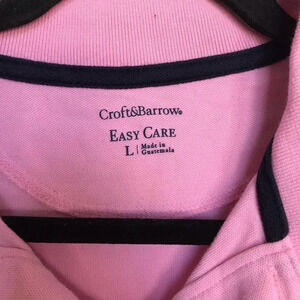 Croft&Barrow®
EASY CARE
L | Made in
Guatemala